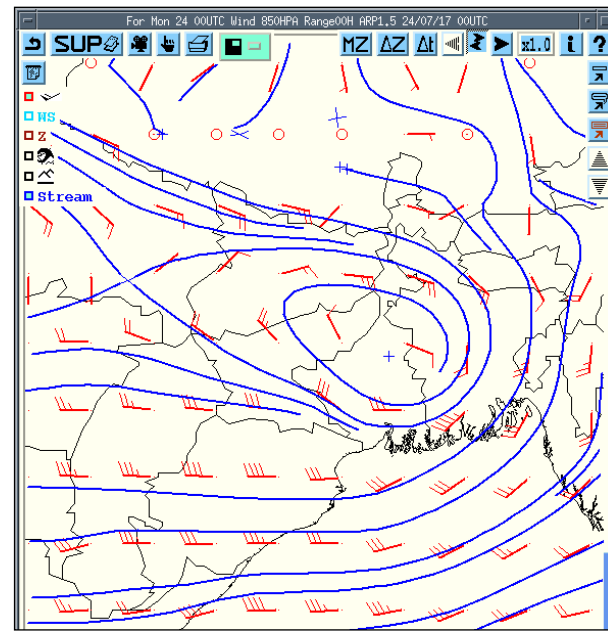 For Mon 24 00UTC Wind 850HPA Range00H ARP1.5 24/07/17 00UTC
SUP MZ ΔZ Δt x1.0 i ?
WS
Z
Stream